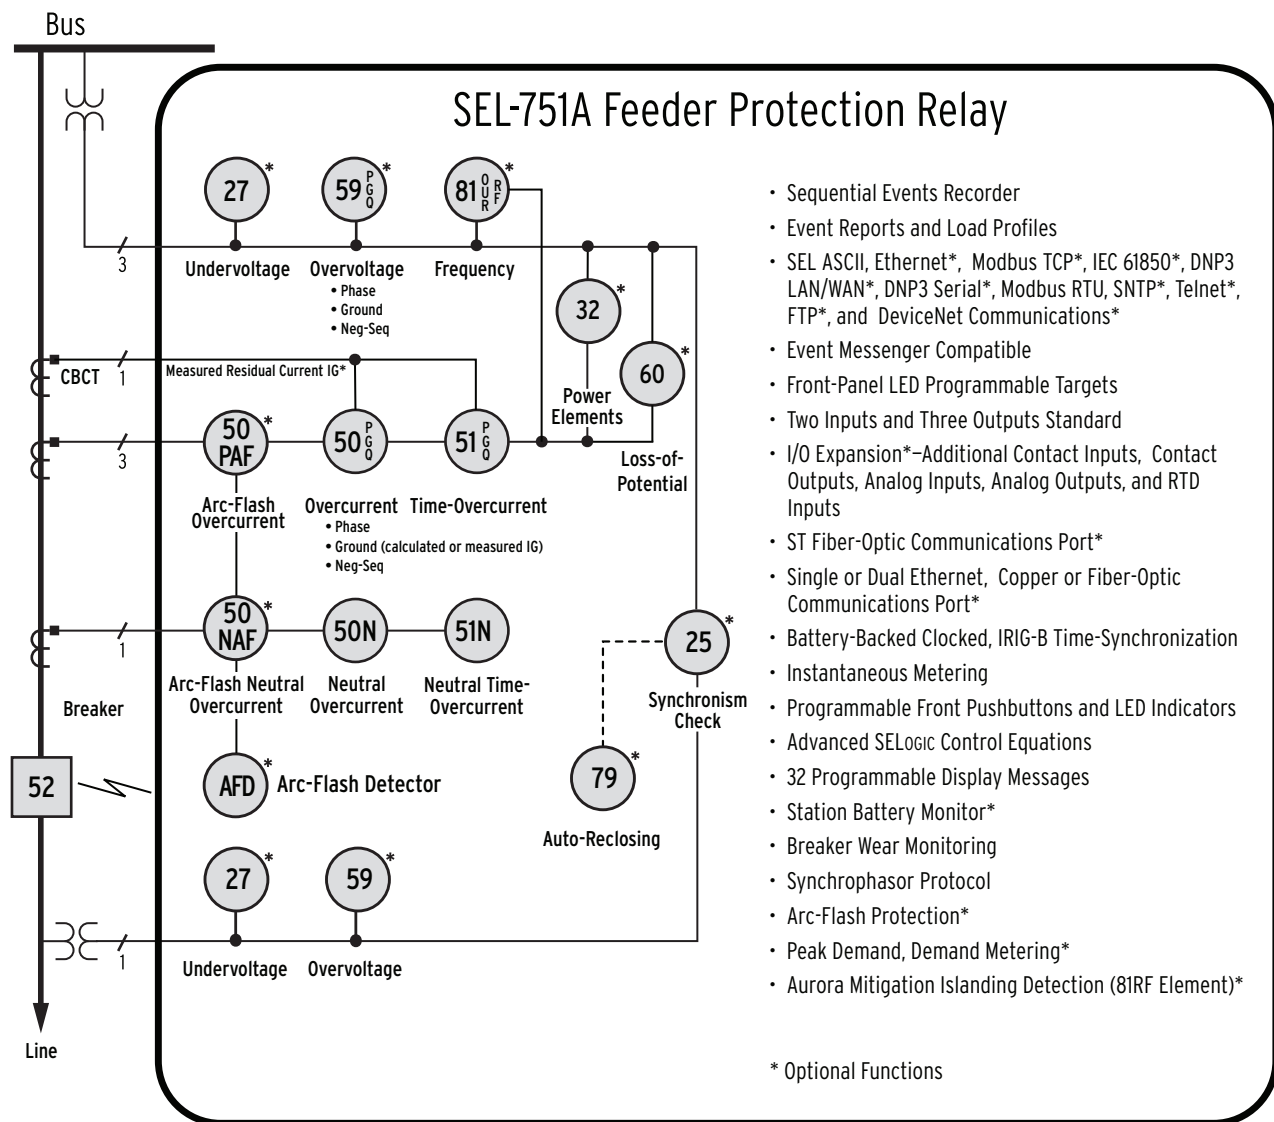 Bus
SEL-751A Feeder Protection Relay
27
*
59
P
G
Q
*
81
O
U
R
R
F
*
3
Undervoltage
Overvoltage
• Phase
• Ground
• Neg-Seq
Frequency
32
*
60
*
CBCT
1
Measured Residual Current IG*
Power
Elements
50
PAF
*
50
P
G
Q
51
P
G
Q
3
Loss-of-
Potential
Arc-Flash
Overcurrent
Overcurrent
• Phase
• Ground (calculated or measured IG)
• Neg-Seq
Time-Overcurrent
50
NAF
*
50N
51N
1
25
*
Arc-Flash Neutral
Overcurrent
Neutral
Overcurrent
Neutral Time-
Overcurrent
Synchronism
Check
Breaker
52
AFD
*
Arc-Flash Detector
79
*
Auto-Reclosing
27
*
59
*
1
Undervoltage
Overvoltage
Line
• Sequential Events Recorder
• Event Reports and Load Profiles
• SEL ASCII, Ethernet*, Modbus TCP*, IEC 61850*, DNP3
LAN/WAN*, DNP3 Serial*, Modbus RTU, SNTP*, Telnet*,
FTP*, and DeviceNet Communications*
• Event Messenger Compatible
• Front-Panel LED Programmable Targets
• Two Inputs and Three Outputs Standard
• I/O Expansion*–Additional Contact Inputs, Contact
Outputs, Analog Inputs, Analog Outputs, and RTD
Inputs
• ST Fiber-Optic Communications Port*
• Single or Dual Ethernet, Copper or Fiber-Optic
Communications Port*
• Battery-Backed Clocked, IRIG-B Time-Synchronization
• Instantaneous Metering
• Programmable Front Pushbuttons and LED Indicators
• Advanced SELOGIC Control Equations
• 32 Programmable Display Messages
• Station Battery Monitor*
• Breaker Wear Monitoring
• Synchrophasor Protocol
• Arc-Flash Protection*
• Peak Demand, Demand Metering*
• Aurora Mitigation Islanding Detection (81RF Element)*
* Optional Functions